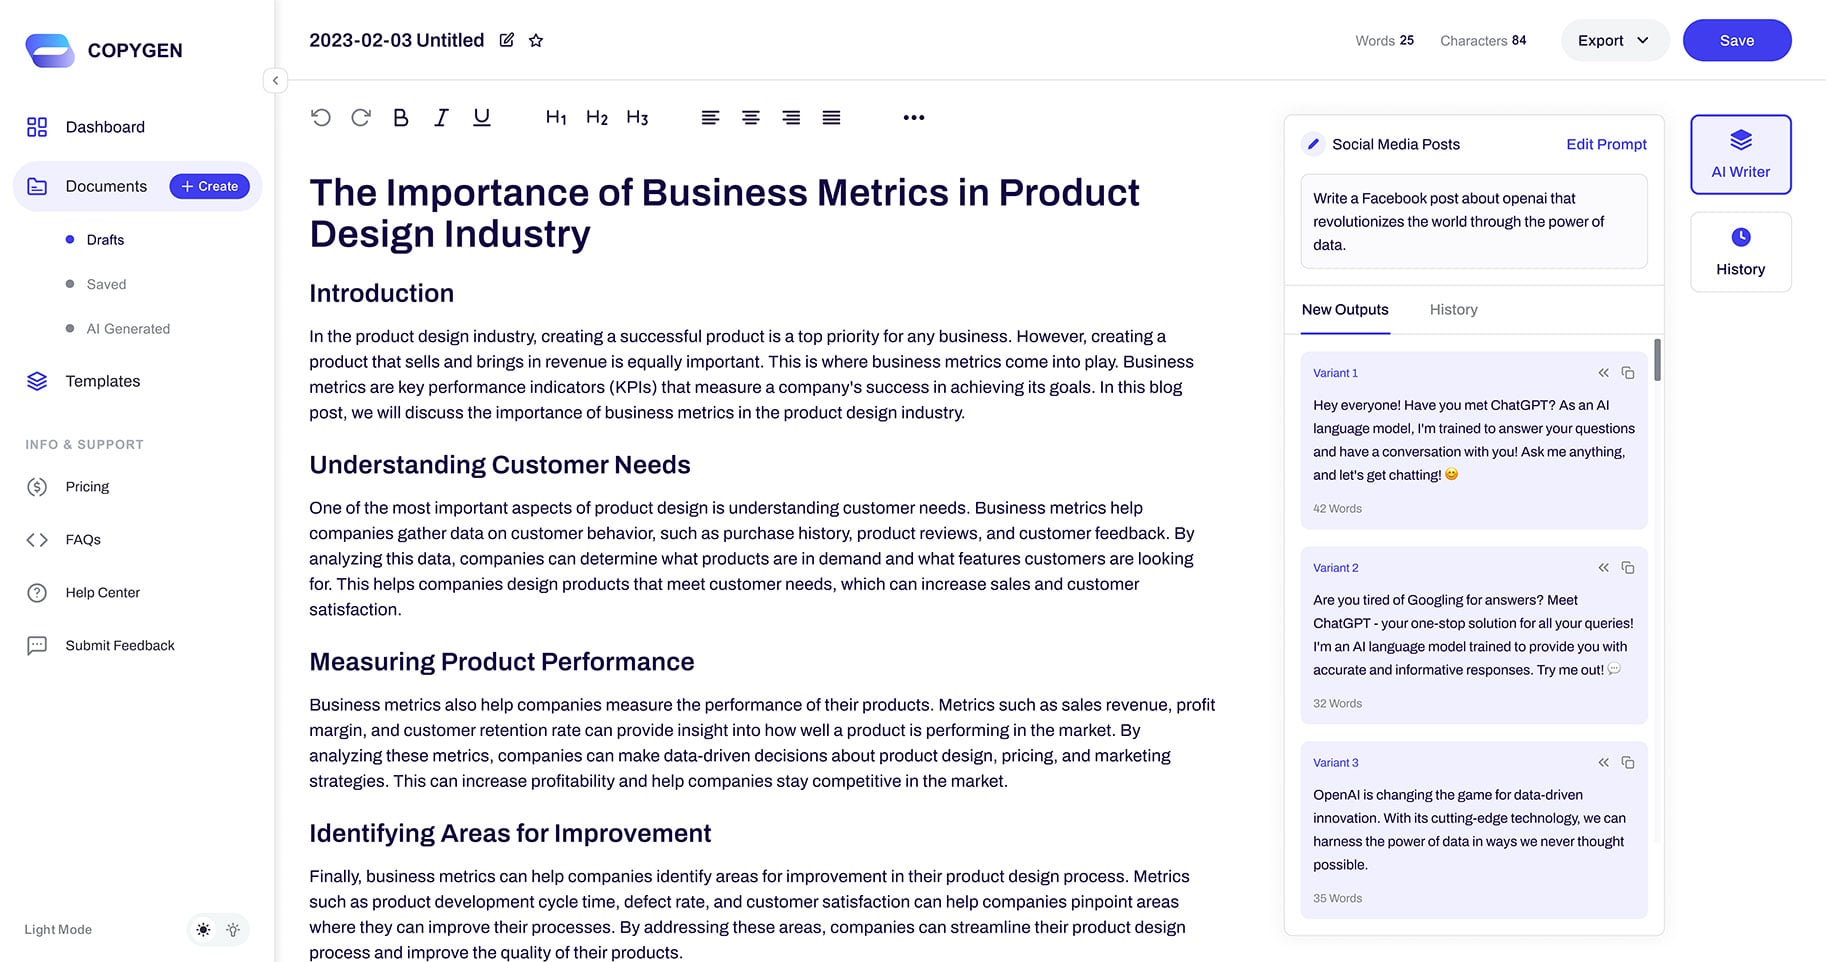 COPYGEN
Dashboard
Documents
+ Create
Drafts
Saved
AI Generated
Templates
INFO & SUPPORT
Pricing
FAQs
Help Center
Submit Feedback
Light Mode
2023-02-03 Untitled
Words 25
Characters 84
Export
Save
B I U H1 H2 H3
The Importance of Business Metrics in Product
Design Industry
Introduction
In the product design industry, creating a successful product is a top priority for any business. However, creating a
product that sells and brings in revenue is equally important. This is where business metrics come into play. Business
metrics are key performance indicators (KPIs) that measure a company's success in achieving its goals. In this blog
post, we will discuss the importance of business metrics in the product design industry.
Understanding Customer Needs
One of the most important aspects of product design is understanding customer needs. Business metrics help
companies gather data on customer behavior, such as purchase history, product reviews, and customer feedback. By
analyzing this data, companies can determine what products are in demand and what features customers are looking
for. This helps companies design products that meet customer needs, which can increase sales and customer
satisfaction.
Measuring Product Performance
Business metrics also help companies measure the performance of their products. Metrics such as sales revenue, profit
margin, and customer retention rate can provide insight into how well a product is performing in the market. By
analyzing these metrics, companies can make data-driven decisions about product design, pricing, and marketing
strategies. This can increase profitability and help companies stay competitive in the market.
Identifying Areas for Improvement
Finally, business metrics can help companies identify areas for improvement in their product design process. Metrics
such as product development cycle time, defect rate, and customer satisfaction can help companies pinpoint areas
where they can improve their processes. By addressing these areas, companies can streamline their product design
process and improve the quality of their products.
Social Media Posts
Edit Prompt
Write a Facebook post about openai that
revolutionizes the world through the power of
data.
New Outputs
History
Variant 1
Hey everyone! Have you met ChatGPT? As an AI
language model, I'm trained to answer your questions
and have a conversation with you! Ask me anything,
and let's get chatting! 😊
42 Words
Variant 2
Are you tired of Googling for answers? Meet
ChatGPT - your one-stop solution for all your queries!
I'm an AI language model trained to provide you with
accurate and informative responses. Try me out! 💬
32 Words
Variant 3
OpenAI is changing the game for data-driven
innovation. With its cutting-edge technology, we can
harness the power of data in ways we never thought
possible.
35 Words
AI Writer
History